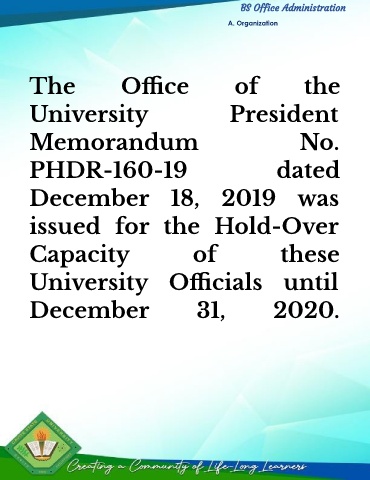 BS Office Administration
A. Organization
The Office of the
University President
Memorandum No.
PHDR-160-19 dated
December 18, 2019 was
issued for the Hold-Over
Capacity of these
University Officials until
December 31, 2020.
Creating a Community of Life-Long Learners